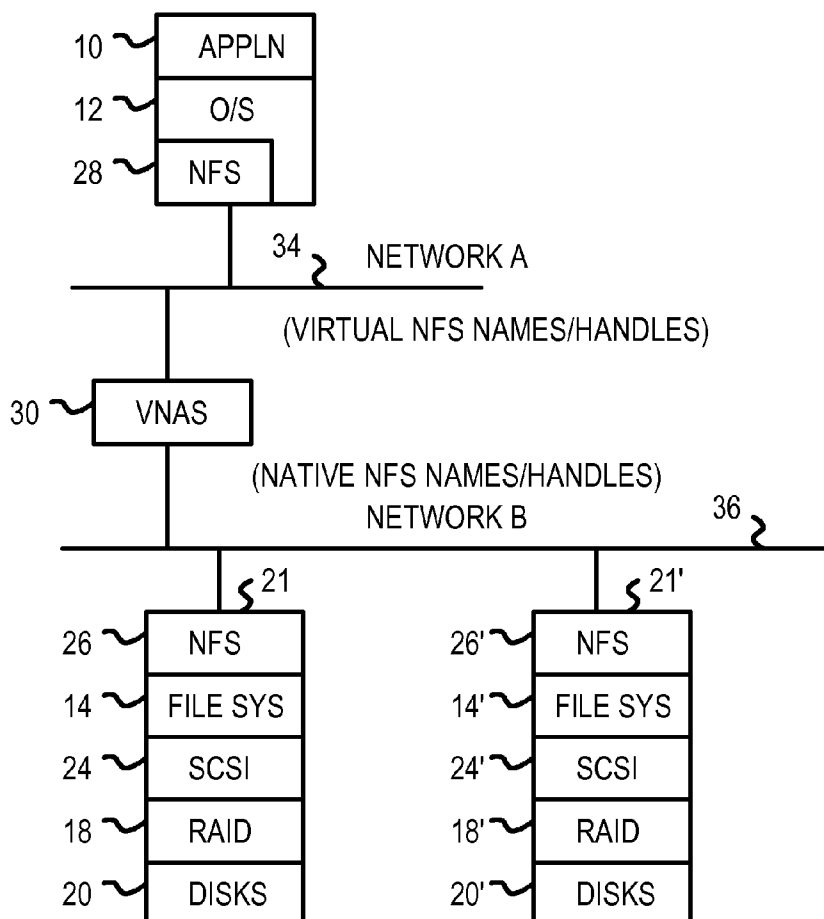 10 APPLN
12 O/S
28 NFS
34 NETWORK A
(VIRTUAL NFS NAMES/HANDLES)
30 VNAS
(NATIVE NFS NAMES/HANDLES)
NETWORK B 36
21 21'
26 NFS 26' NFS
14 FILE SYS 14' FILE SYS
24 SCSI 24' SCSI
18 RAID 18' RAID
20 DISKS 20' DISKS